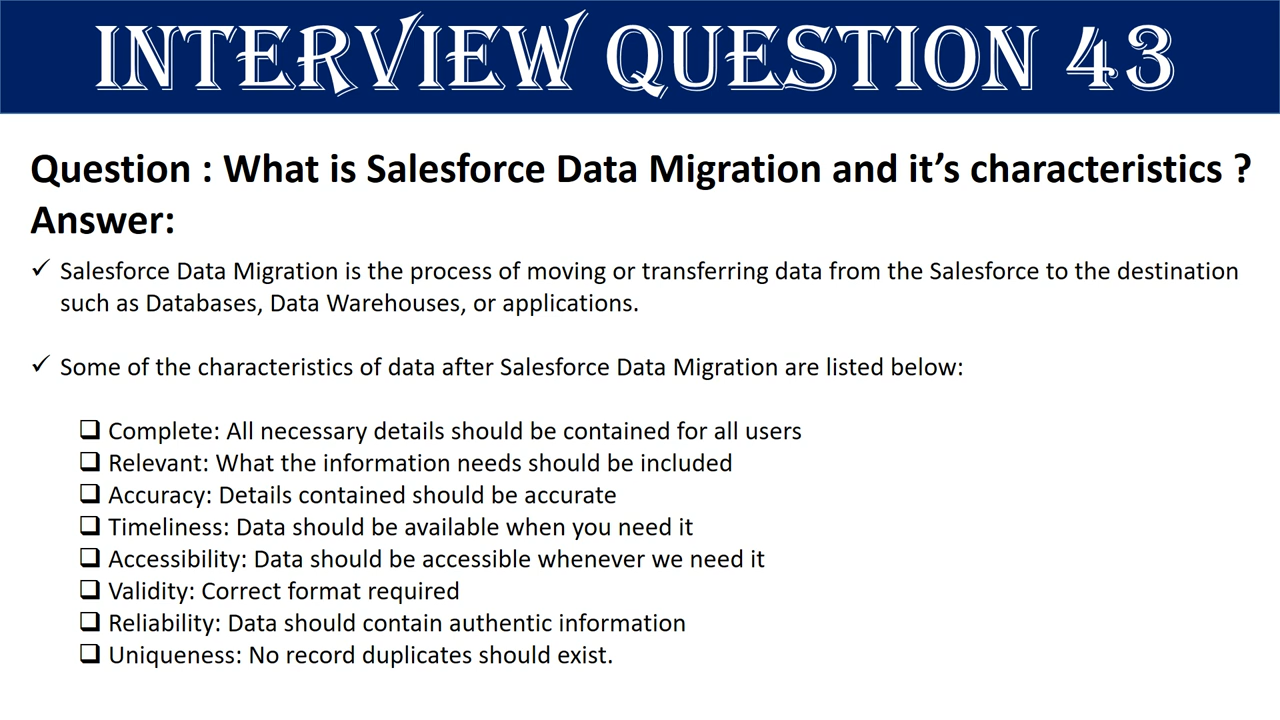 INTERVIEW QUESTION 43
Question : What is Salesforce Data Migration and it’s characteristics ?
Answer:
✓ Salesforce Data Migration is the process of moving or transferring data from the Salesforce to the destination
such as Databases, Data Warehouses, or applications.
✓ Some of the characteristics of data after Salesforce Data Migration are listed below:
❑ Complete: All necessary details should be contained for all users
❑ Relevant: What the information needs should be included
❑ Accuracy: Details contained should be accurate
❑ Timeliness: Data should be available when you need it
❑ Accessibility: Data should be accessible whenever we need it
❑ Validity: Correct format required
❑ Reliability: Data should contain authentic information
❑ Uniqueness: No record duplicates should exist.